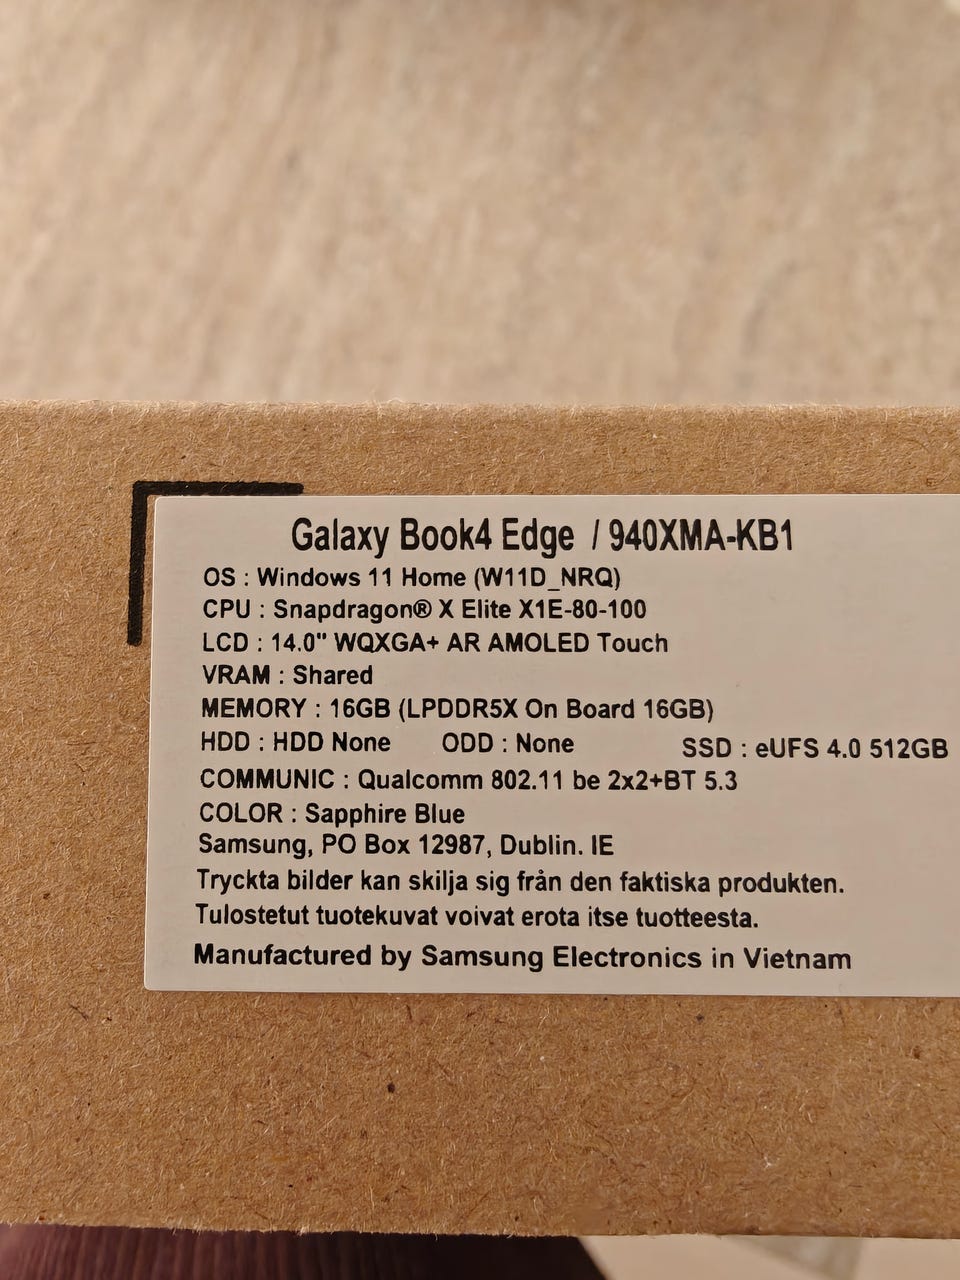 Galaxy Book4 Edge / 940XMA-KB1
OS : Windows 11 Home (W11D_NRQ)
CPU : Snapdragon® X Elite X1E-80-100
LCD : 14.0" WQXGA+ AR AMOLED Touch
VRAM : Shared
MEMORY : 16GB (LPDDR5X On Board 16GB)
HDD : HDD None ODD : None SSD : eUFS 4.0 512GB
COMMUNIC : Qualcomm 802.11 be 2x2+BT 5.3
COLOR : Sapphire Blue
Samsung, PO Box 12987, Dublin. IE
Tryckta bilder kan skilja sig från den faktiska produkten.
Tulostetut tuotekuvat voivat erota itse tuotteesta.
Manufactured by Samsung Electronics in Vietnam